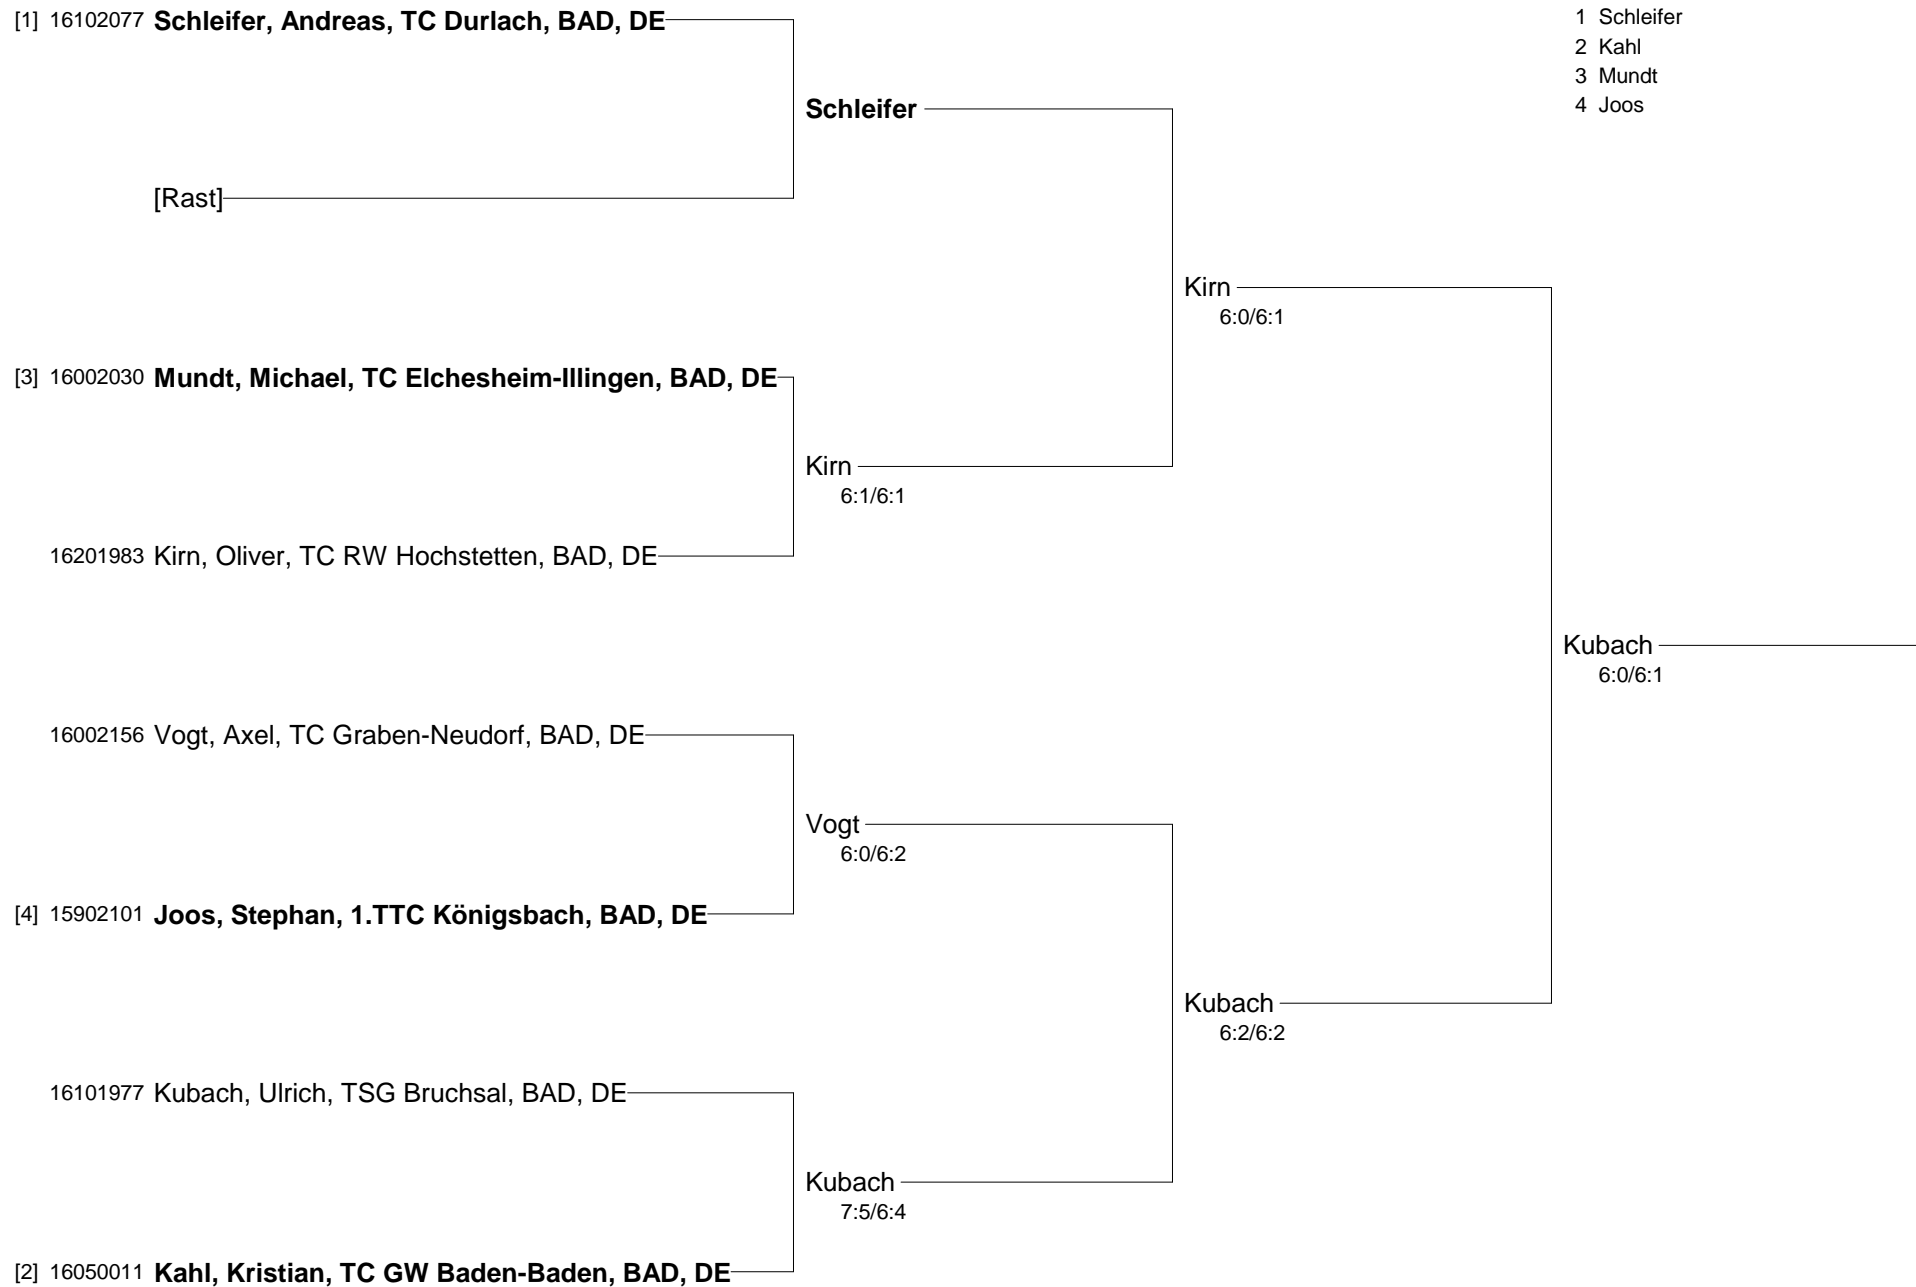 [1] 16102077 Schleifer, Andreas, TC Durlach, BAD, DE
1 Schleifer
2 Kahl
3 Mundt
4 Joos
Schleifer
[Rast]
Kirn
6:0/6:1
[3] 16002030 Mundt, Michael, TC Elchesheim-Illingen, BAD, DE
Kirn
6:1/6:1
16201983 Kirn, Oliver, TC RW Hochstetten, BAD, DE
Kubach
6:0/6:1
16002156 Vogt, Axel, TC Graben-Neudorf, BAD, DE
Vogt
6:0/6:2
[4] 15902101 Joos, Stephan, 1.TTC Königsbach, BAD, DE
Kubach
6:2/6:2
16101977 Kubach, Ulrich, TSG Bruchsal, BAD, DE
Kubach
7:5/6:4
[2] 16050011 Kahl, Kristian, TC GW Baden-Baden, BAD, DE